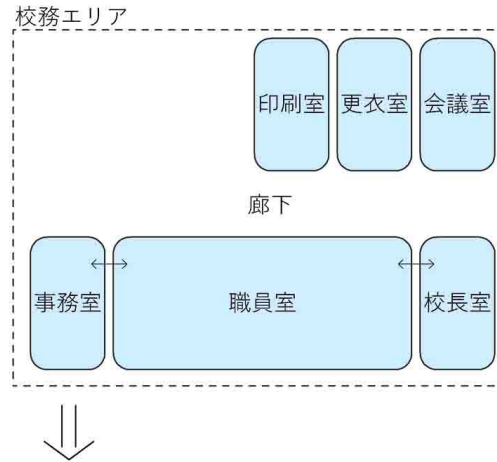 校務エリア
印刷室
更衣室
会議室
廊下
事務室
職員室
校長室